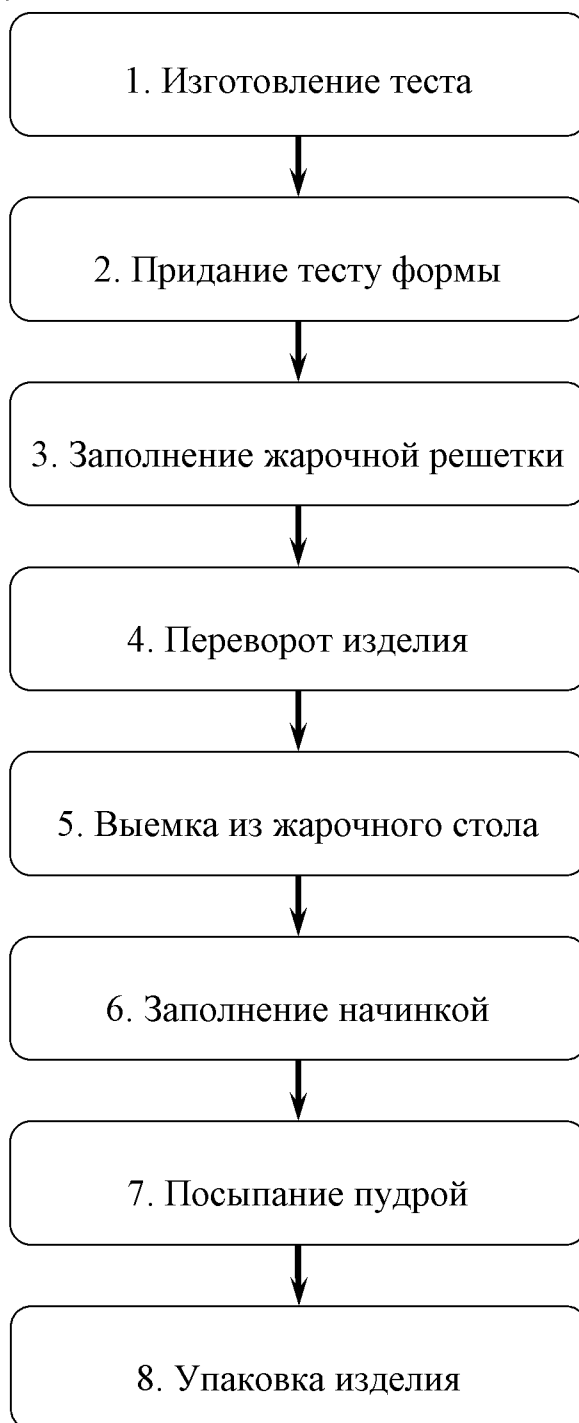 1. Изготовление теста
2. Придание тесту формы
3. Заполнение жарочной решетки
4. Переворот изделия
5. Выемка из жарочного стола
6. Заполнение начинкой
7. Посыпание пудрой
8. Упаковка изделия